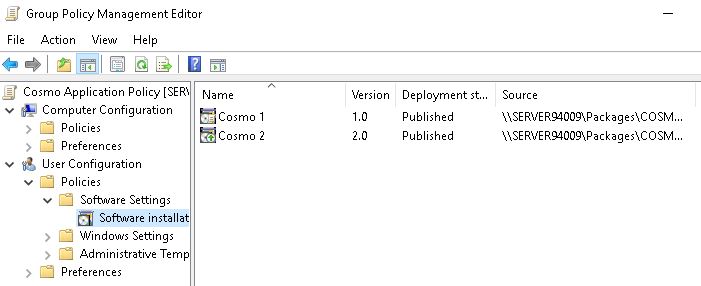 Group Policy Management Editor
File Action View Help
Cosmo Application Policy [SERV
Computer Configuration
Policies
Preferences
User Configuration
Policies
Software Settings
Software installat
Windows Settings
Administrative Temp
Preferences
Name Version Deployment st... Source
Cosmo 1 1.0 Published \\SERVER94009\Packages\COSM...
Cosmo 2 2.0 Published \\SERVER94009\Packages\COSM...